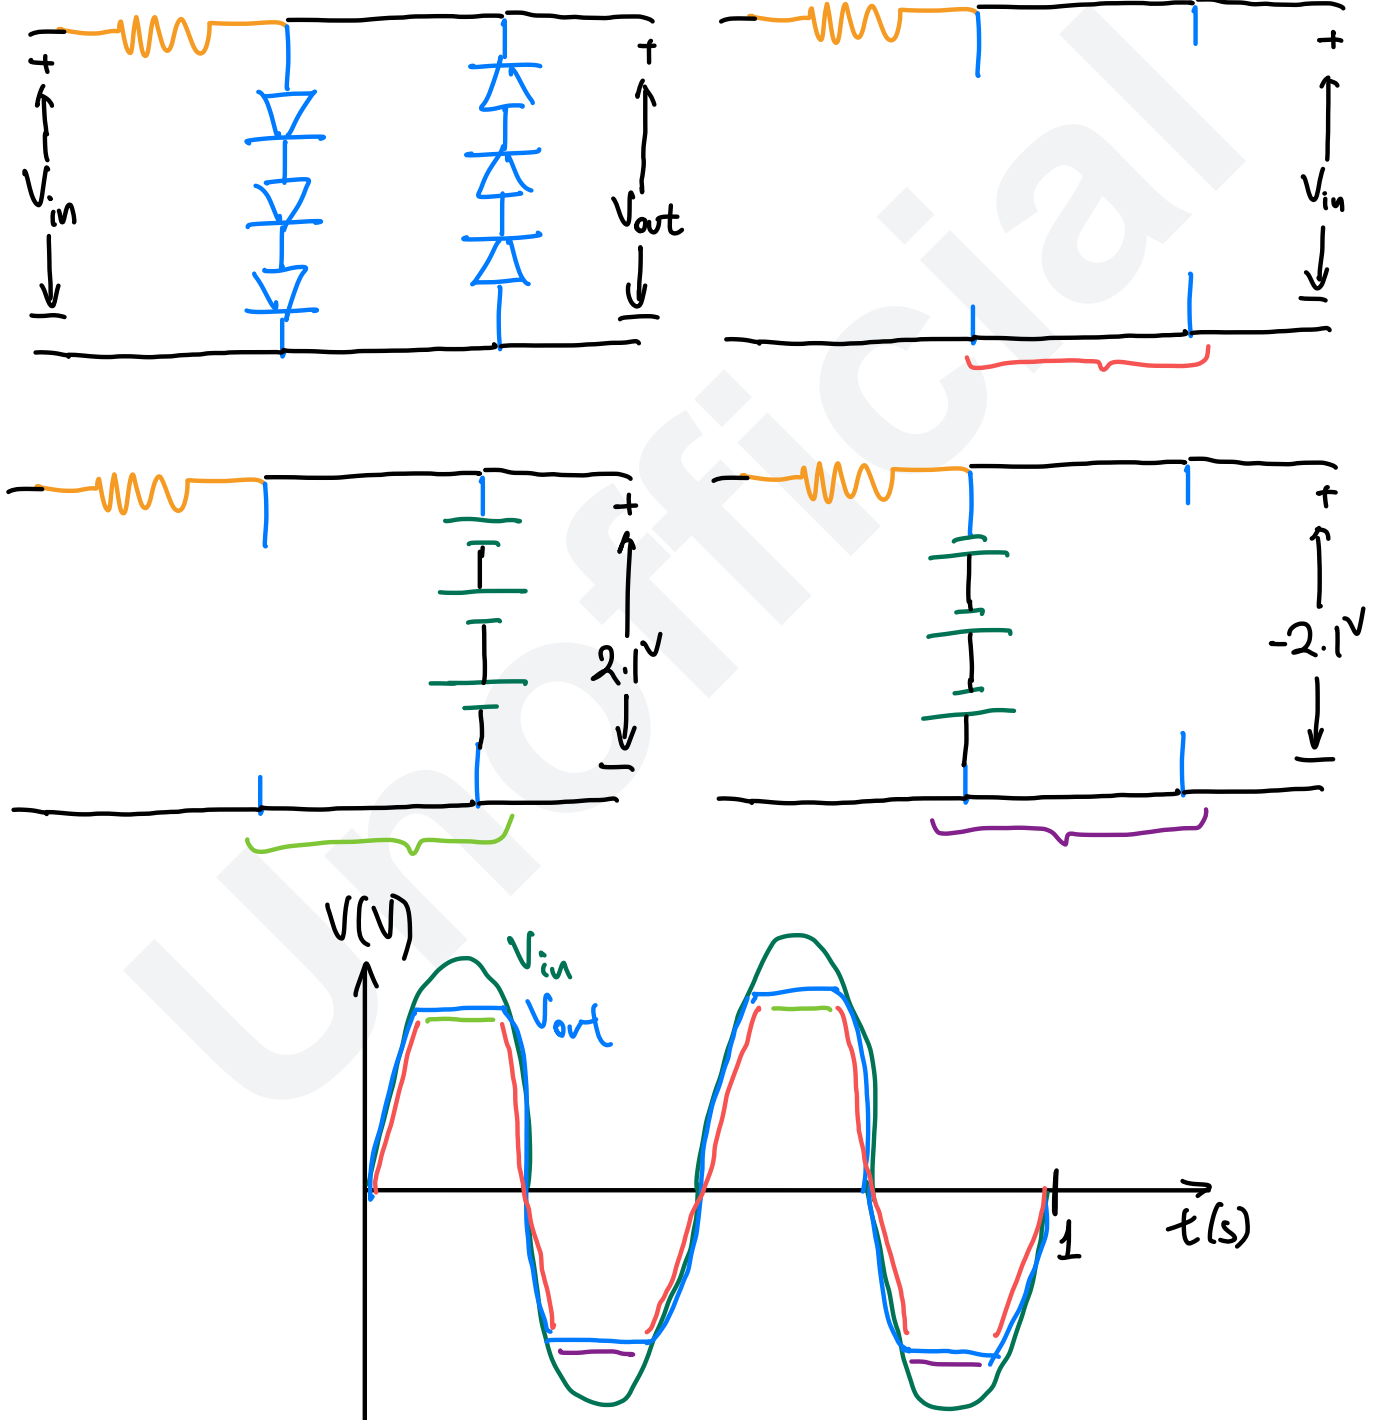 +
+
+
Vin
Vout
Vin
+
+
2.1V
-2.1V
V(V)
Vin
Vout
1
t(s)
Unofficial